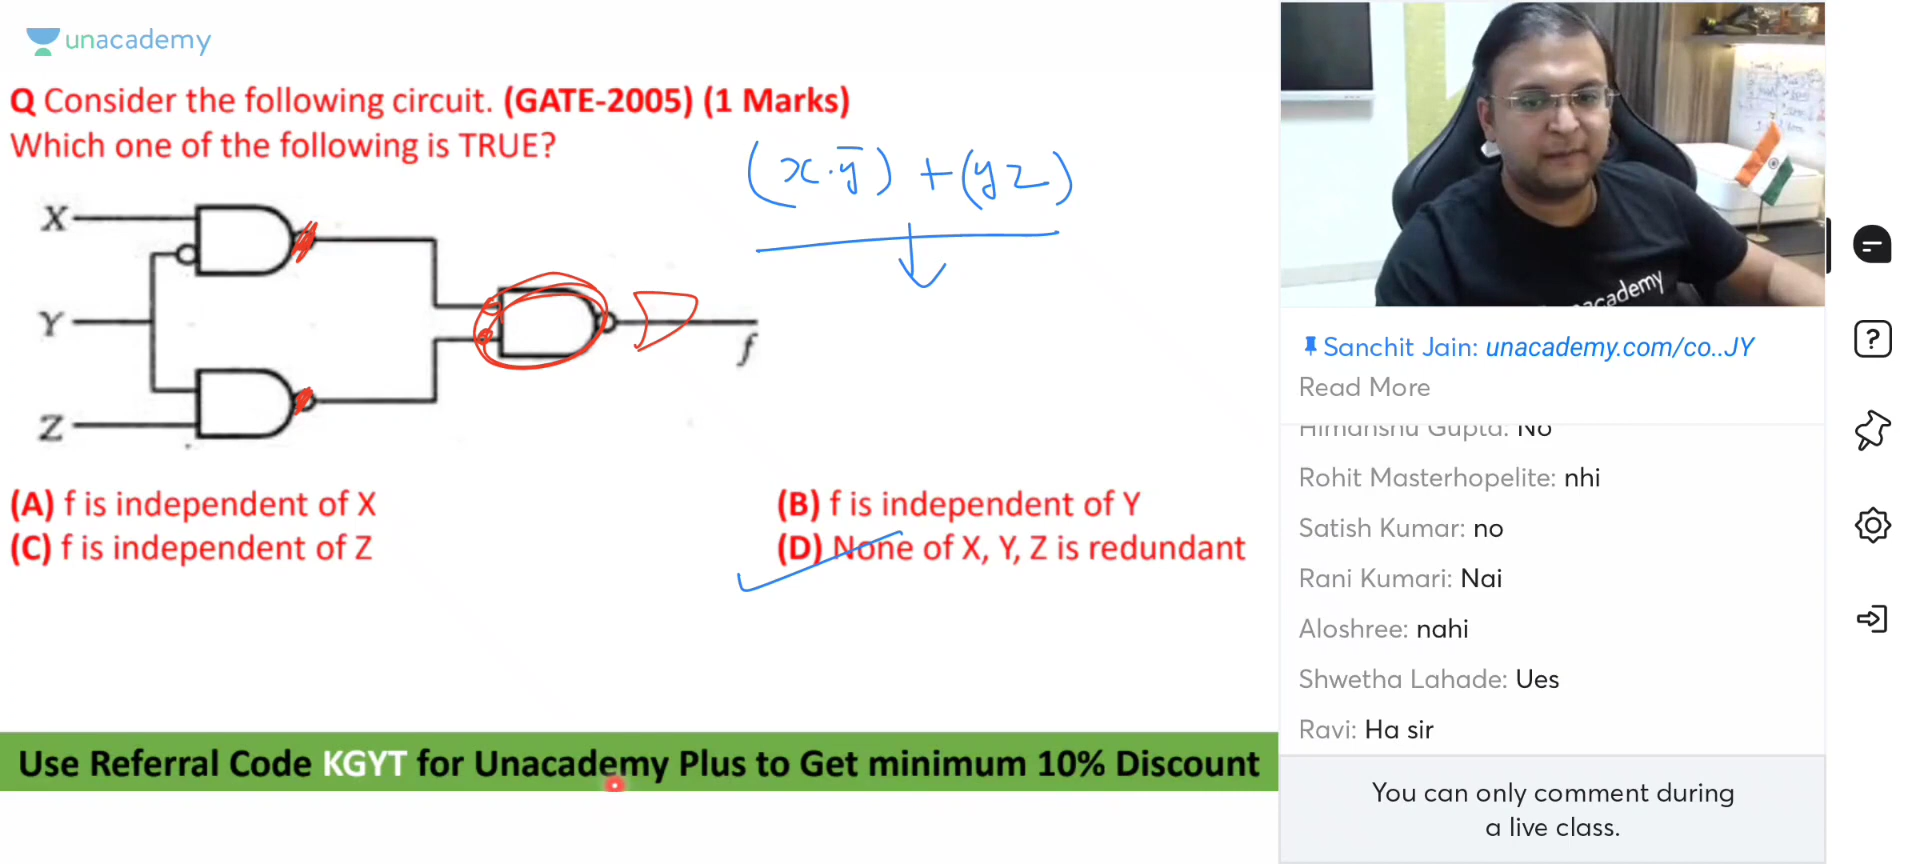 unacademy
Q Consider the following circuit. (GATE-2005) (1 Marks)
Which one of the following is TRUE?
(x.ȳ) + (yz)
X
Y
Z
f
(A) f is independent of X
(B) f is independent of Y
(C) f is independent of Z
(D) None of X, Y, Z is redundant
Use Referral Code KGYT for Unacademy Plus to Get minimum 10% Discount
Sanchit Jain: unacademy.com/co..JY
Read More
Himanshu Gupta: No
Rohit Masterhopelite: nhi
Satish Kumar: no
Rani Kumari: Nai
Aloshree: nahi
Shwetha Lahade: Ues
Ravi: Ha sir
You can only comment during
a live class.
?